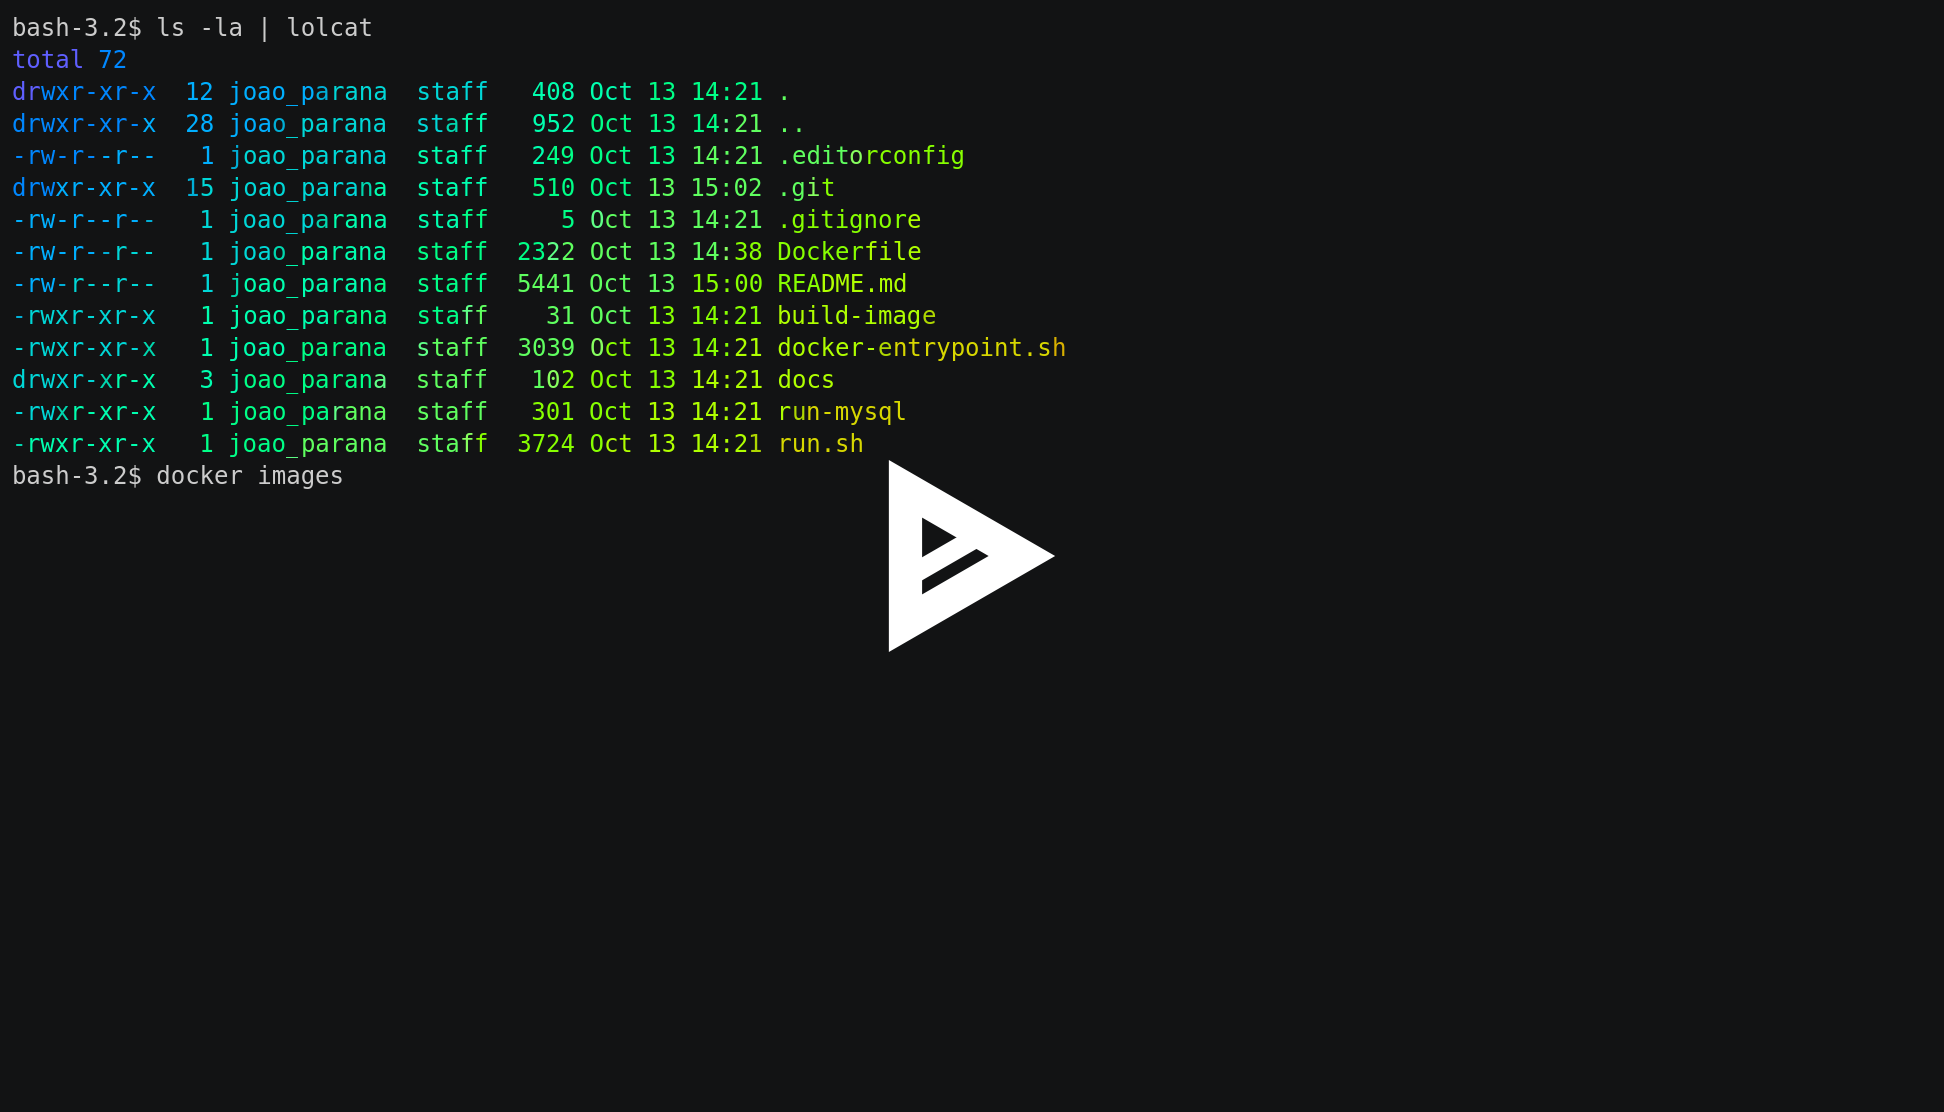 bash-3.2$ ls -la | lolcat
total 72
drwxr-xr-x  12 joao_parana  staff   408 Oct 13 14:21 .
drwxr-xr-x  28 joao_parana  staff   952 Oct 13 14:21 ..
-rw-r--r--   1 joao_parana  staff   249 Oct 13 14:21 .editorconfig
drwxr-xr-x  15 joao_parana  staff   510 Oct 13 15:02 .git
-rw-r--r--   1 joao_parana  staff     5 Oct 13 14:21 .gitignore
-rw-r--r--   1 joao_parana  staff  2322 Oct 13 14:38 Dockerfile
-rw-r--r--   1 joao_parana  staff  5441 Oct 13 15:00 README.md
-rwxr-xr-x   1 joao_parana  staff    31 Oct 13 14:21 build-image
-rwxr-xr-x   1 joao_parana  staff  3039 Oct 13 14:21 docker-entrypoint.sh
drwxr-xr-x   3 joao_parana  staff   102 Oct 13 14:21 docs
-rwxr-xr-x   1 joao_parana  staff   301 Oct 13 14:21 run-mysql
-rwxr-xr-x   1 joao_parana  staff  3724 Oct 13 14:21 run.sh
bash-3.2$ docker images